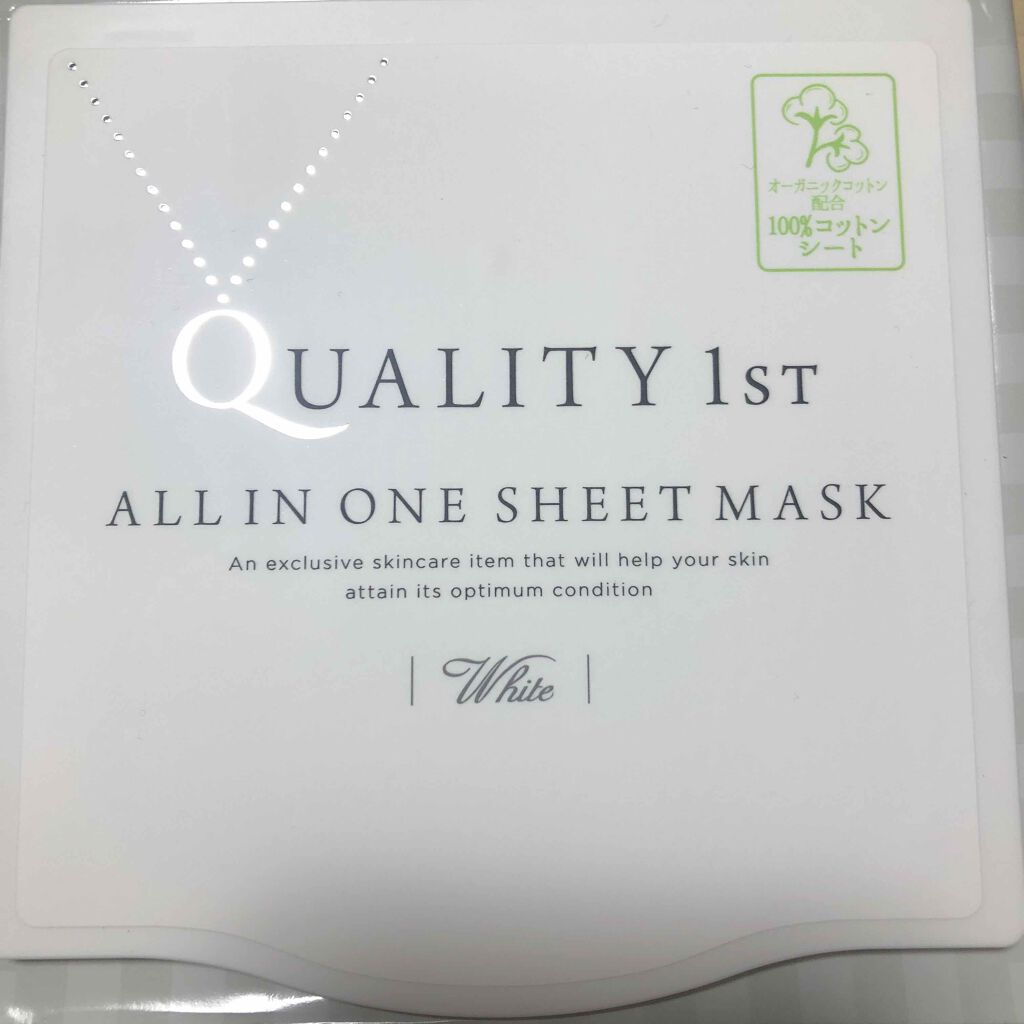 オーガニックコットン
配合
100%コットン
シート
QUALITY 1ST
ALL IN ONE SHEET MASK
An exclusive skincare item that will help your skin
attain its optimum condition
White